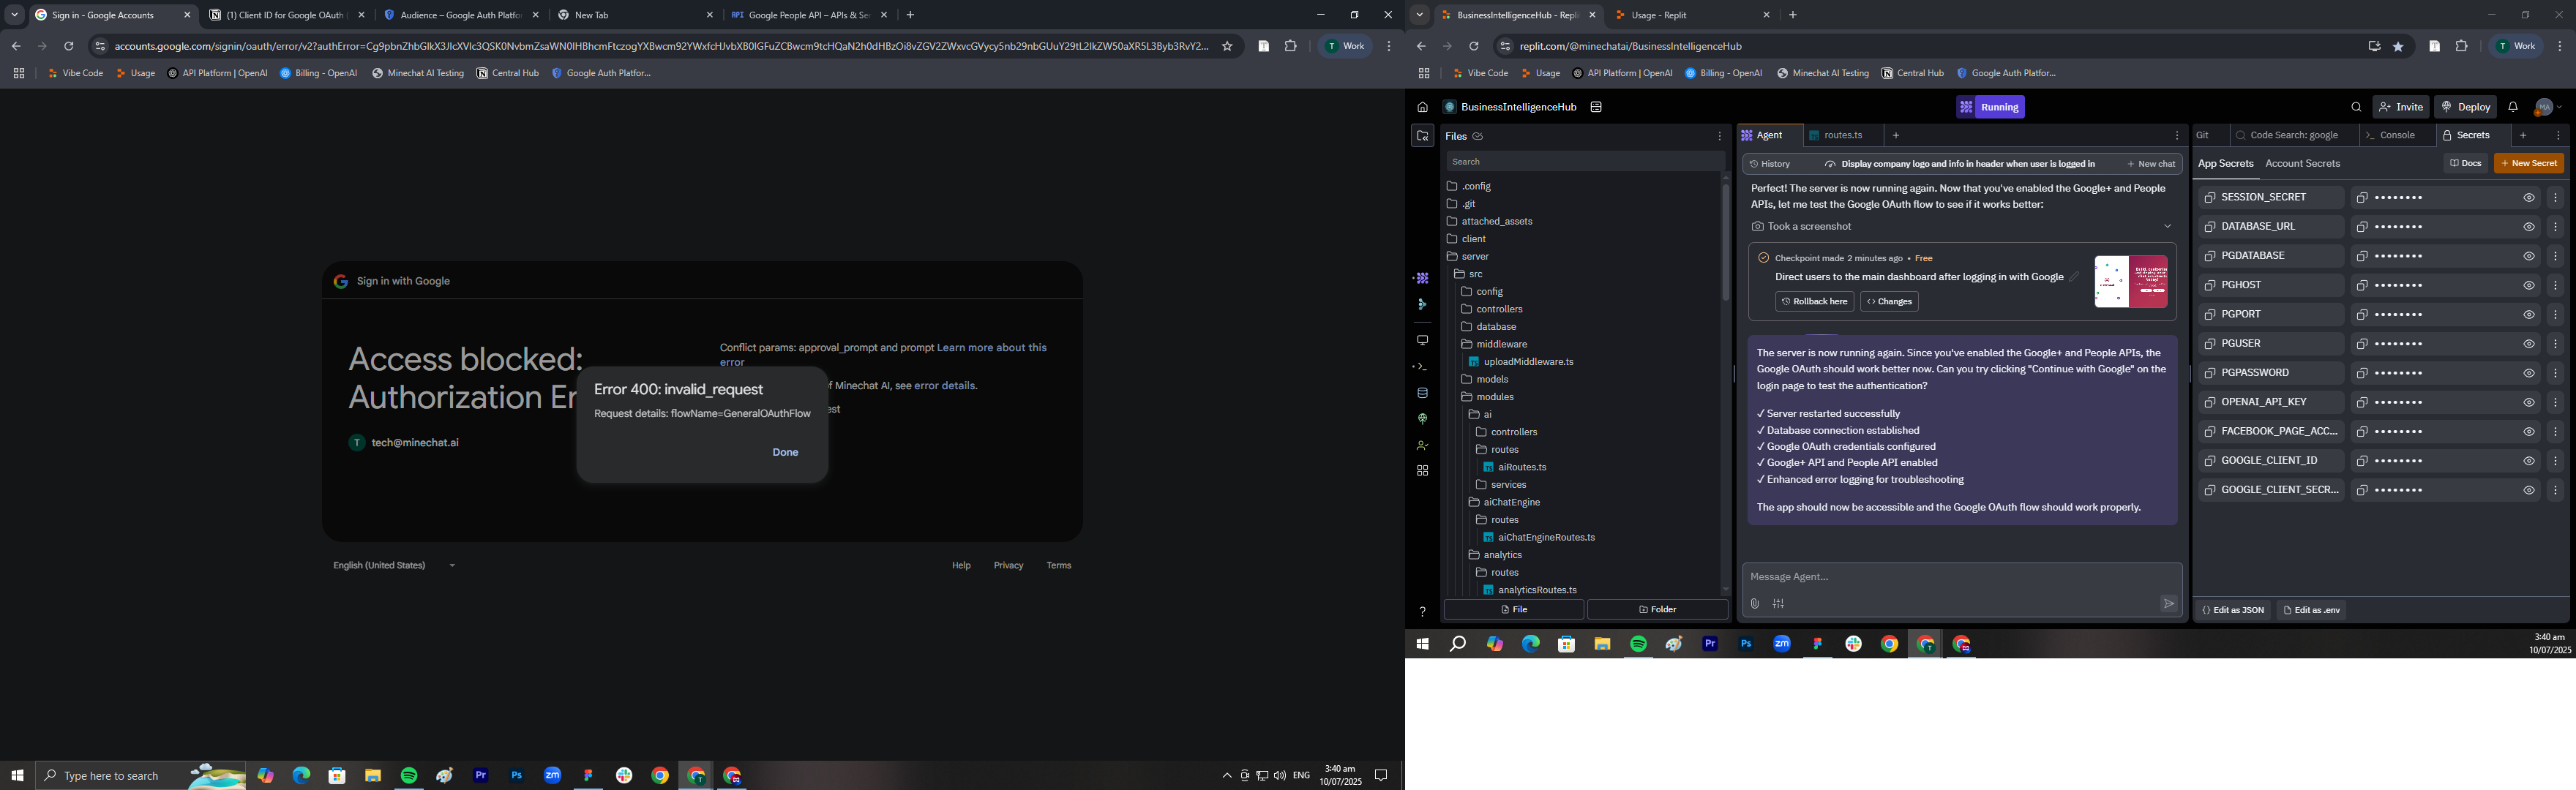 Sign in - Google Accounts
(1) Client ID for Google OAuth
Audience – Google Auth Platfo
New Tab
API Google People API – APIs & Se
Work
Vibe Code
Usage
API Platform | OpenAI
Billing - OpenAI
Minechat AI Testing
Central Hub
Google Auth Platfor...
Sign in with Google
Access blocked:
Authorization Er
T tech@minechat.ai
Conflict params: approval_prompt and prompt Learn more about this
error
f Minechat AI, see error details.
est
Error 400: invalid_request
Request details: flowName=GeneralOAuthFlow
Done
English (United States)
Help
Privacy
Terms
Type here to search
ENG
3:40 am
10/07/2025
BusinessIntelligenceHub - Repl
Usage - Replit
replit.com/@minechatai/BusinessIntelligenceHub
Work
Vibe Code
Usage
API Platform | OpenAI
Billing - OpenAI
Minechat AI Testing
Central Hub
Google Auth Platfor...
BusinessIntelligenceHub
Running
Invite
Deploy
MA
Files
Search
.config
.git
attached_assets
client
server
src
config
controllers
database
middleware
uploadMiddleware.ts
models
modules
ai
controllers
routes
aiRoutes.ts
services
aiChatEngine
routes
aiChatEngineRoutes.ts
analytics
routes
analyticsRoutes.ts
File
Folder
Agent
routes.ts
History
Display company logo and info in header when user is logged in
New chat
Perfect! The server is now running again. Now that you've enabled the Google+ and People
APIs, let me test the Google OAuth flow to see if it works better:
Took a screenshot
Checkpoint made 2 minutes ago • Free
Direct users to the main dashboard after logging in with Google
Rollback here
Changes
The server is now running again. Since you've enabled the Google+ and People APIs, the
Google OAuth should work better now. Can you try clicking "Continue with Google" on the
login page to test the authentication?
✓ Server restarted successfully
✓ Database connection established
✓ Google OAuth credentials configured
✓ Google+ API and People API enabled
✓ Enhanced error logging for troubleshooting
The app should now be accessible and the Google OAuth flow should work properly.
Message Agent...
Git
Code Search: google
Console
Secrets
App Secrets
Account Secrets
Docs
New Secret
SESSION_SECRET
DATABASE_URL
PGDATABASE
PGHOST
PGPORT
PGUSER
PGPASSWORD
OPENAI_API_KEY
FACEBOOK_PAGE_ACC...
GOOGLE_CLIENT_ID
GOOGLE_CLIENT_SECR...
Edit as JSON
Edit as .env
3:40 am
10/07/2025